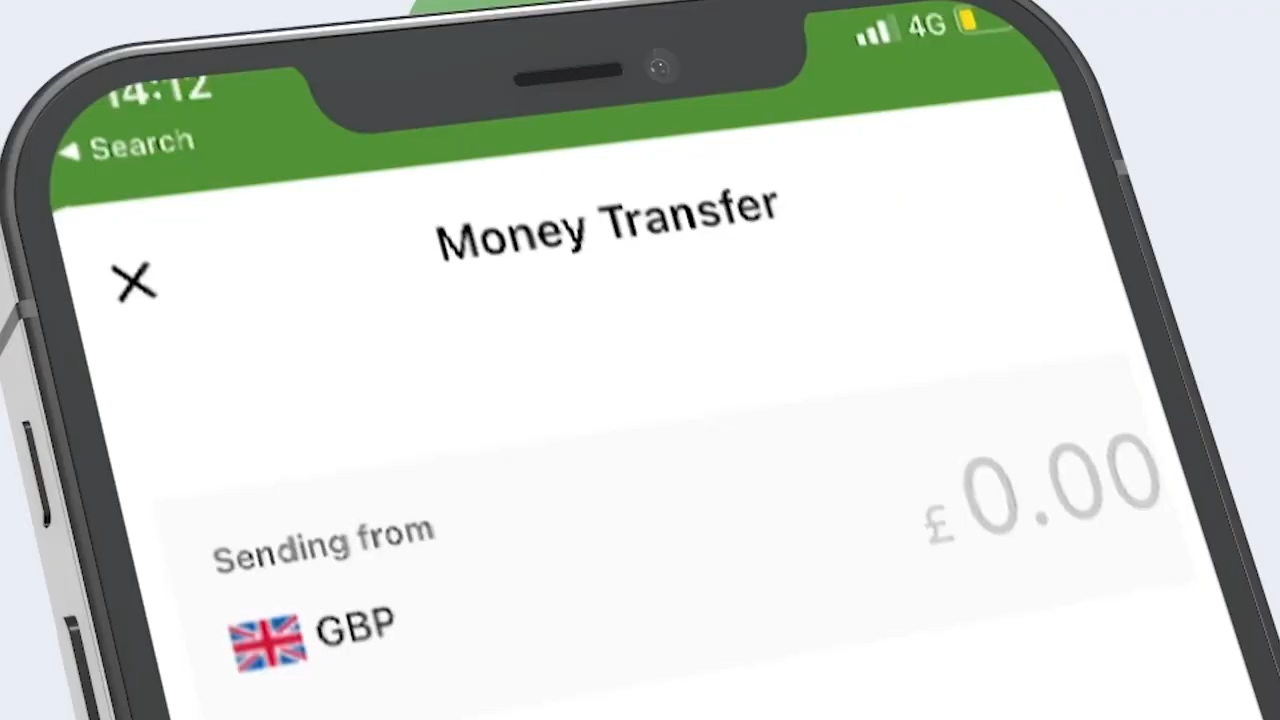 14:12
4G
◀ Search
Money Transfer
Sending from
£ 0.00
GBP